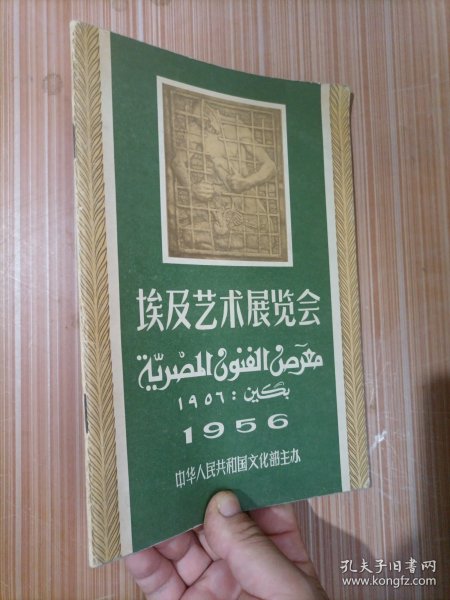 埃及艺术展览会
معرض الفنون المصريّة
بكين : ١٩٥٦
1956
中华人民共和国文化部主办
孔夫子旧书网
www.kongfz.com